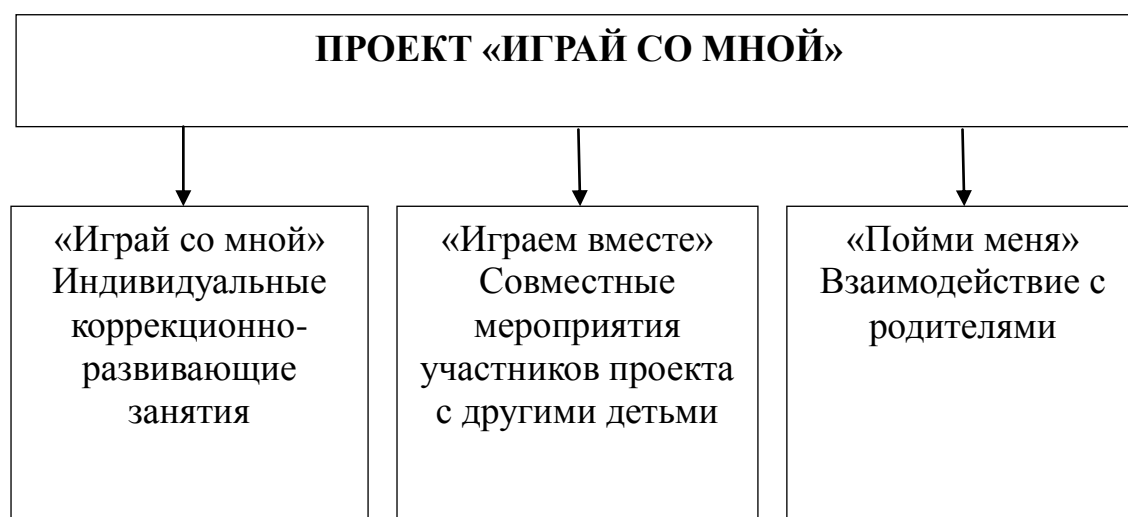 ПРОЕКТ «ИГРАЙ СО МНОЙ»
«Играй со мной»
Индивидуальные
коррекционно-
развивающие
занятия
«Играем вместе»
Совместные
мероприятия
участников проекта
с другими детьми
«Пойми меня»
Взаимодействие с
родителями